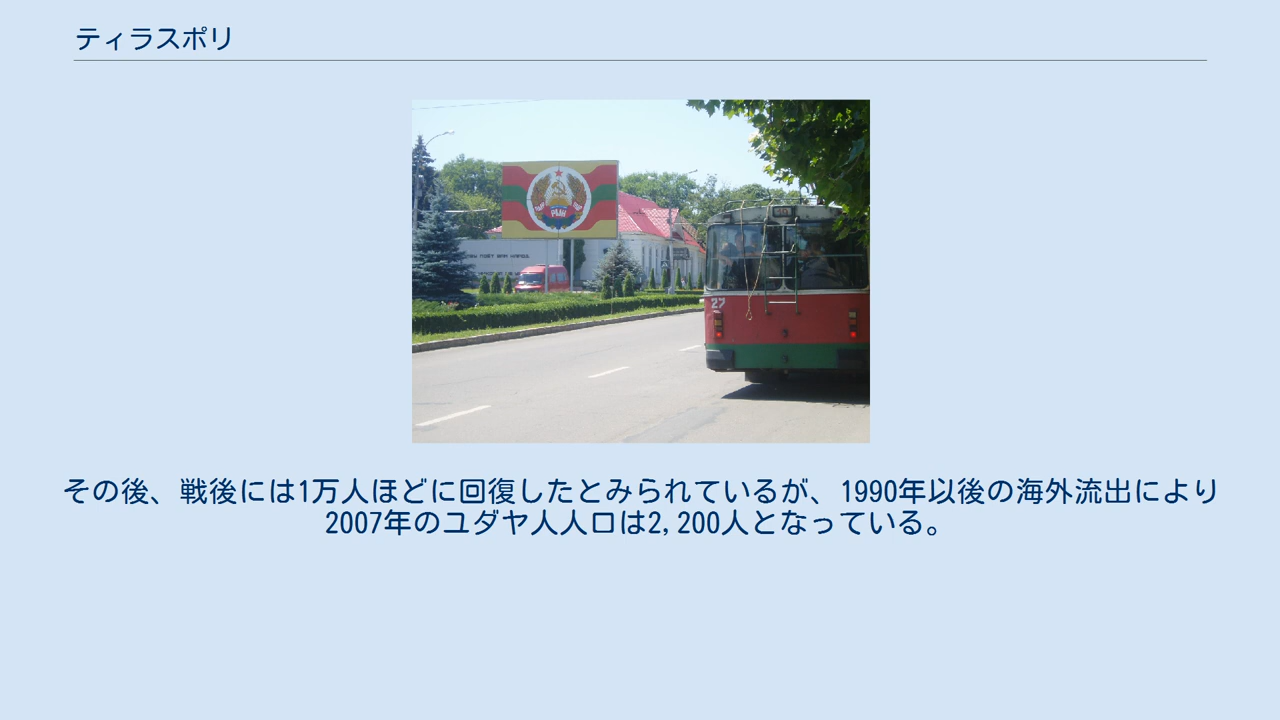 ティラスポリ
27
その後、戦後には1万人ほどに回復したとみられているが、1990年以後の海外流出により
2007年のユダヤ人人口は2,200人となっている。